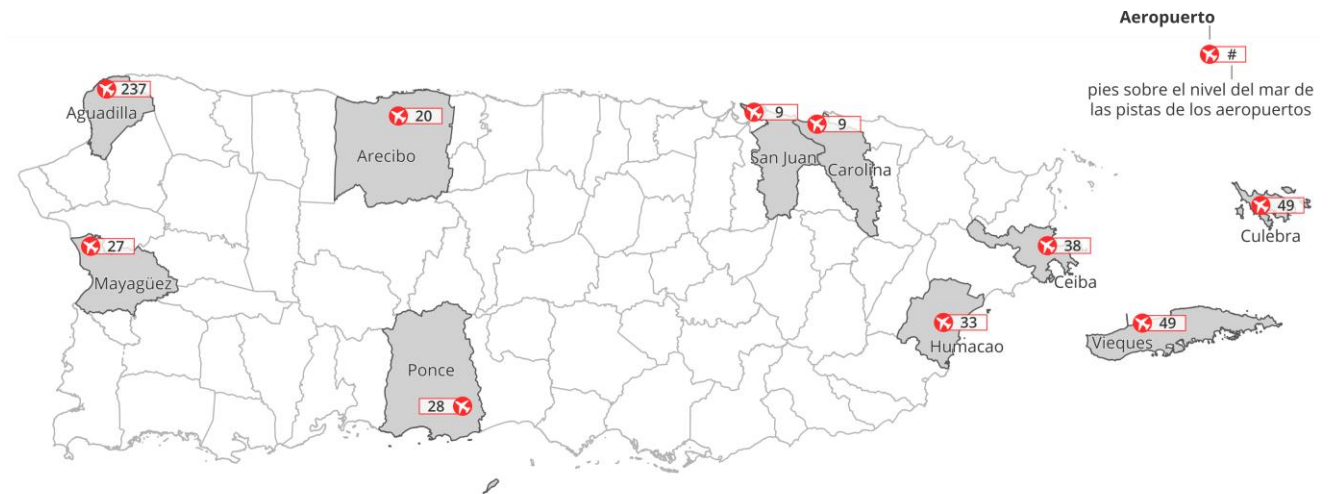 Aeropuerto
#
pies sobre el nivel del mar de
las pistas de los aeropuertos
237
Aguadilla
20
Arecibo
9
San Juan
9
Carolina
49
Culebra
27
Mayagüez
38
Ceiba
33
Humacao
49
Vieques
Ponce
28